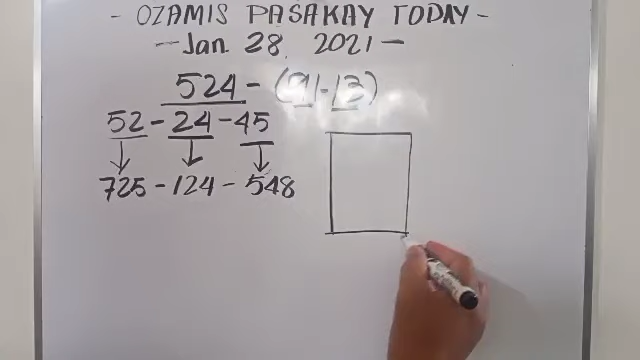 - OZAMIS PASAKAY TODAY -
- Jan. 28, 2021 -
524 - (91-13)
52 - 24 - 45
725 - 124 - 548